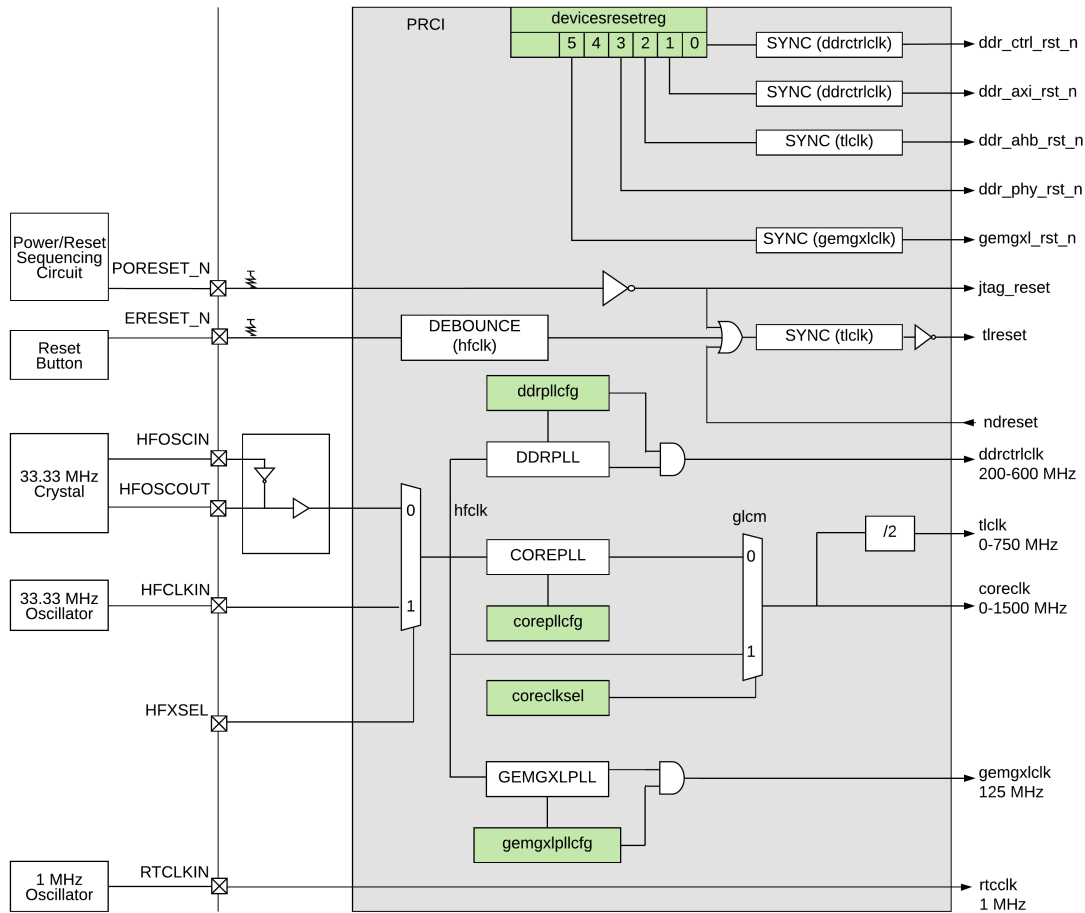 PRCI
devicesresetreg
5 4 3 2 1 0
SYNC (ddrctrlclk)
ddr_ctrl_rst_n
SYNC (ddrctrlclk)
ddr_axi_rst_n
SYNC (tlclk)
ddr_ahb_rst_n
ddr_phy_rst_n
SYNC (gemgxlclk)
gemgxl_rst_n
Power/Reset
Sequencing
Circuit
PORESET_N
jtag_reset
Reset
Button
ERESET_N
DEBOUNCE
(hfclk)
SYNC (tlclk)
tlreset
ddrpllcfg
ndreset
33.33 MHz
Crystal
HFOSCIN
HFOSCOUT
DDRPLL
ddrctrlclk
200-600 MHz
0
1
hfclk
glcm
0
1
/2
tlclk
0-750 MHz
COREPLL
coreclk
0-1500 MHz
33.33 MHz
Oscillator
HFCLKIN
corepllcfg
HFXSEL
coreclksel
GEMGXLPLL
gemgxlclk
125 MHz
gemgxlpllcfg
1 MHz
Oscillator
RTCLKIN
rtcclk
1 MHz